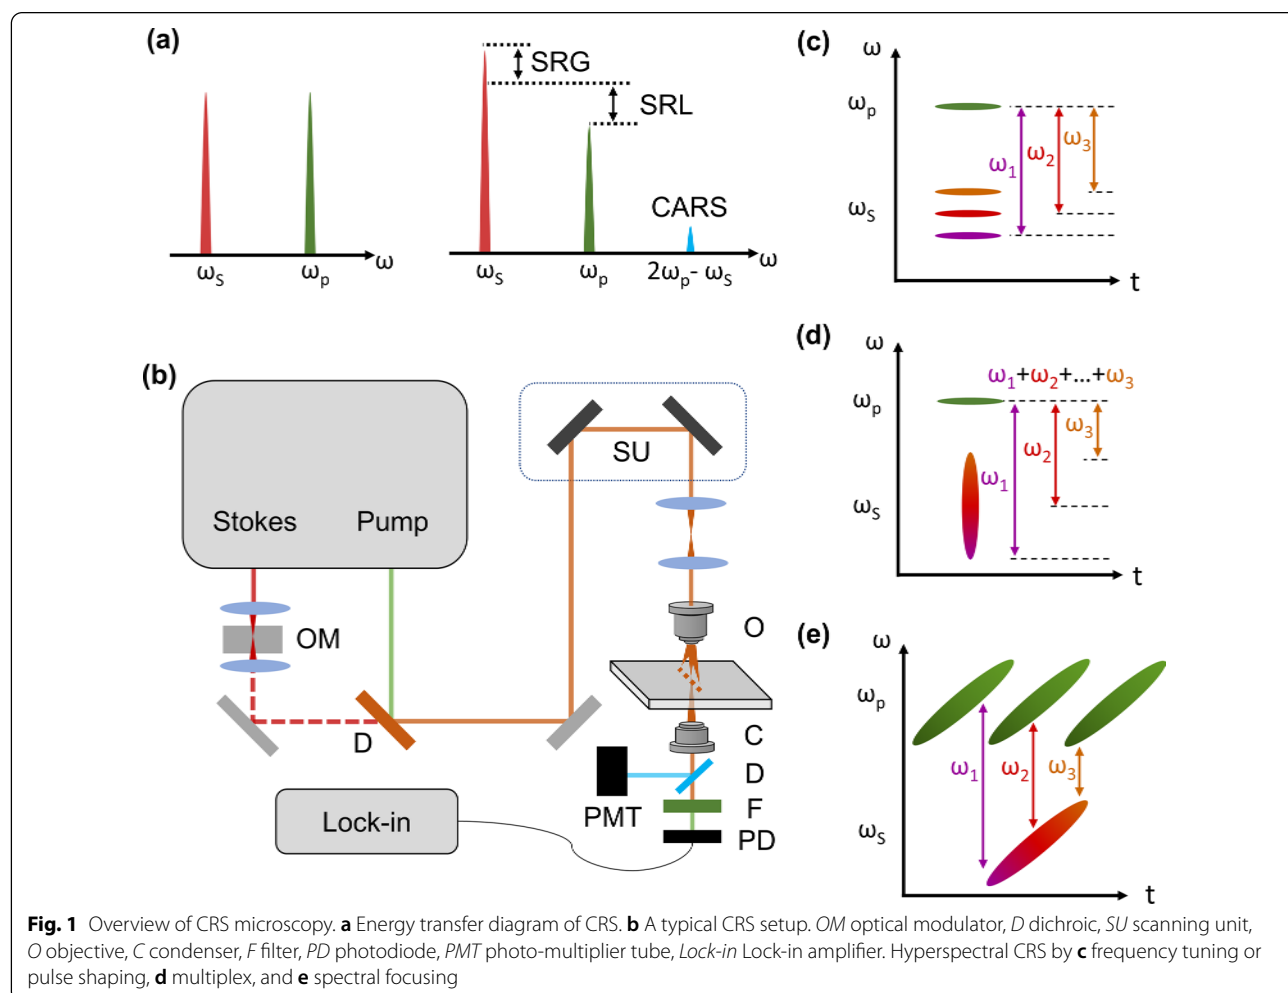 (a)
SRG
SRL
CARS
ωS
ωp
ω
ωS
ωp
2ωp- ωS
ω
(b)
Stokes
Pump
OM
D
SU
O
C
D
F
PMT
PD
Lock-in
(c)
ω
ωp
ωS
ω1
ω2
ω3
t
(d)
ω
ω1+ω2+...+ω3
ωp
ωS
ω1
ω2
ω3
t
(e)
ω
ωp
ωS
ω1
ω2
ω3
t
Fig. 1 Overview of CRS microscopy. a Energy transfer diagram of CRS. b A typical CRS setup. OM optical modulator, D dichroic, SU scanning unit,
O objective, C condenser, F filter, PD photodiode, PMT photo-multiplier tube, Lock-in Lock-in amplifier. Hyperspectral CRS by c frequency tuning or
pulse shaping, d multiplex, and e spectral focusing